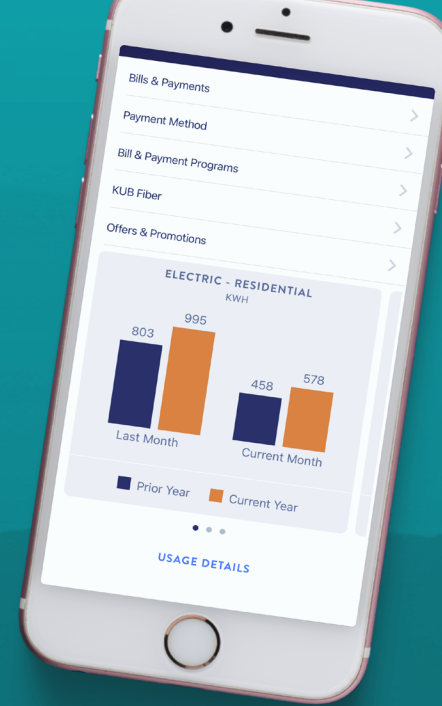 Bills & Payments
Payment Method
Bill & Payment Programs
KUB Fiber
Offers & Promotions
ELECTRIC - RESIDENTIAL
KWH
803 995 458 578
Last Month Current Month
Prior Year Current Year
USAGE DETAILS